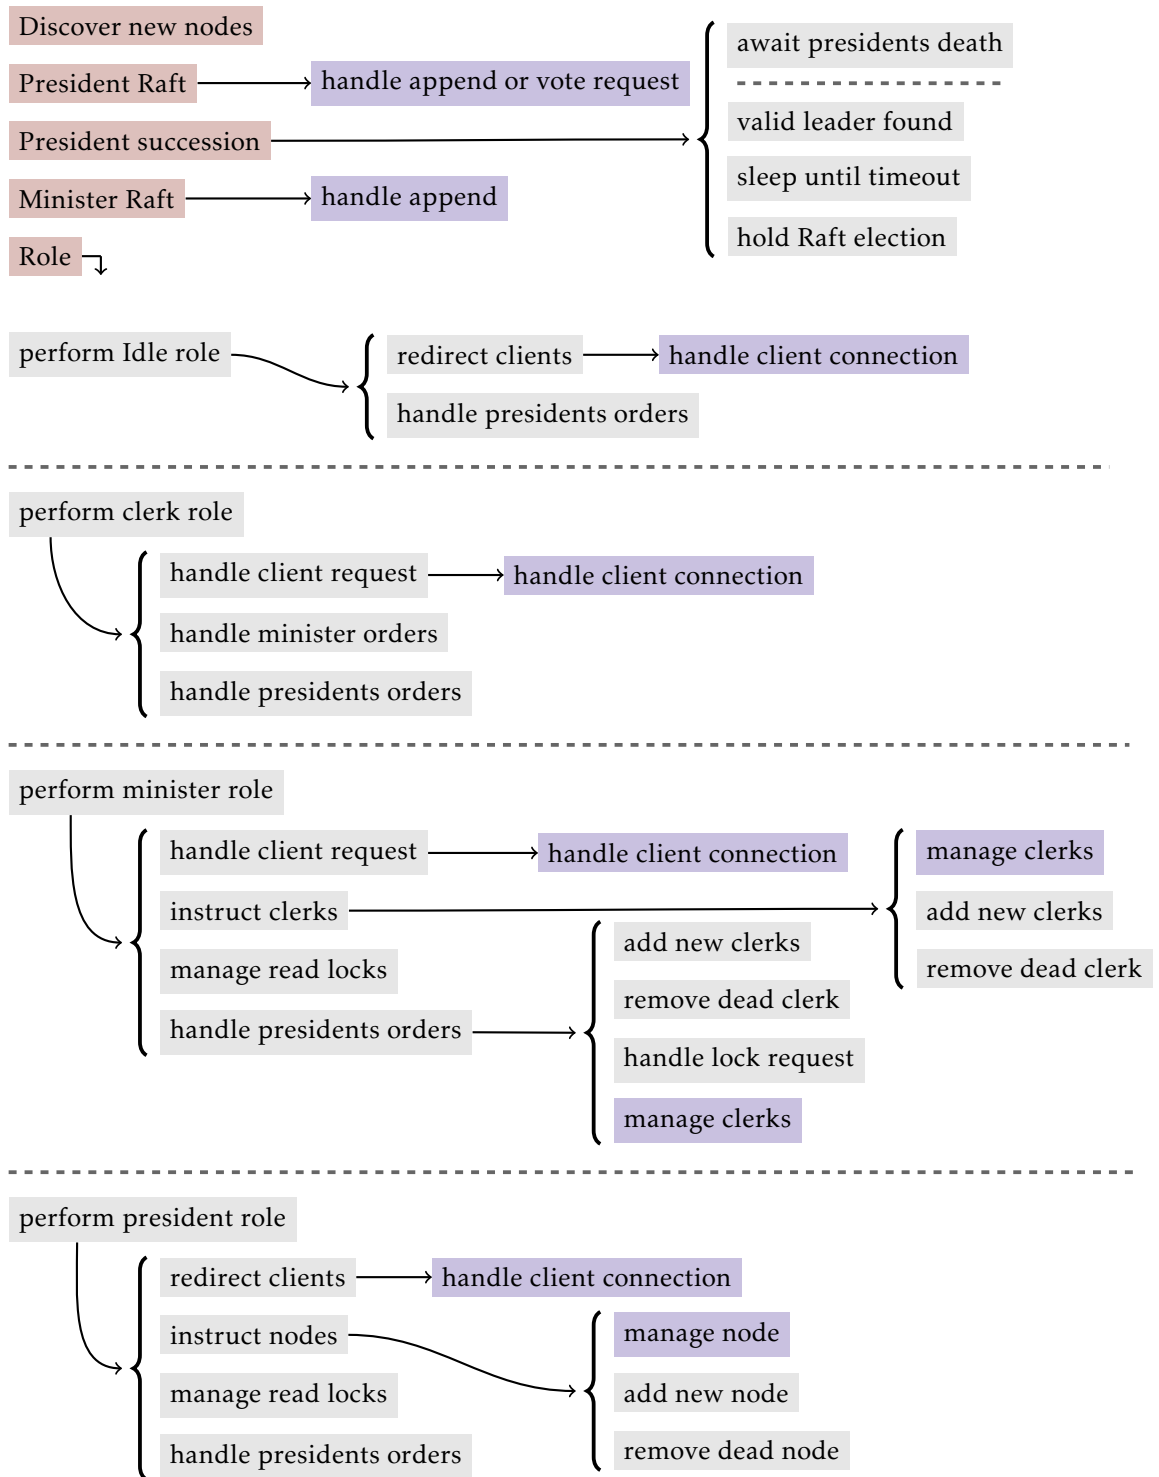 Discover new nodes
President Raft
handle append or vote request
President succession
await presidents death
valid leader found
sleep until timeout
hold Raft election
Minister Raft
handle append
Role
perform Idle role
redirect clients
handle client connection
handle presidents orders
perform clerk role
handle client request
handle client connection
handle minister orders
handle presidents orders
perform minister role
handle client request
handle client connection
instruct clerks
manage clerks
add new clerks
remove dead clerk
manage read locks
handle presidents orders
add new clerks
remove dead clerk
handle lock request
manage clerks
perform president role
redirect clients
handle client connection
instruct nodes
manage node
add new node
remove dead node
manage read locks
handle presidents orders